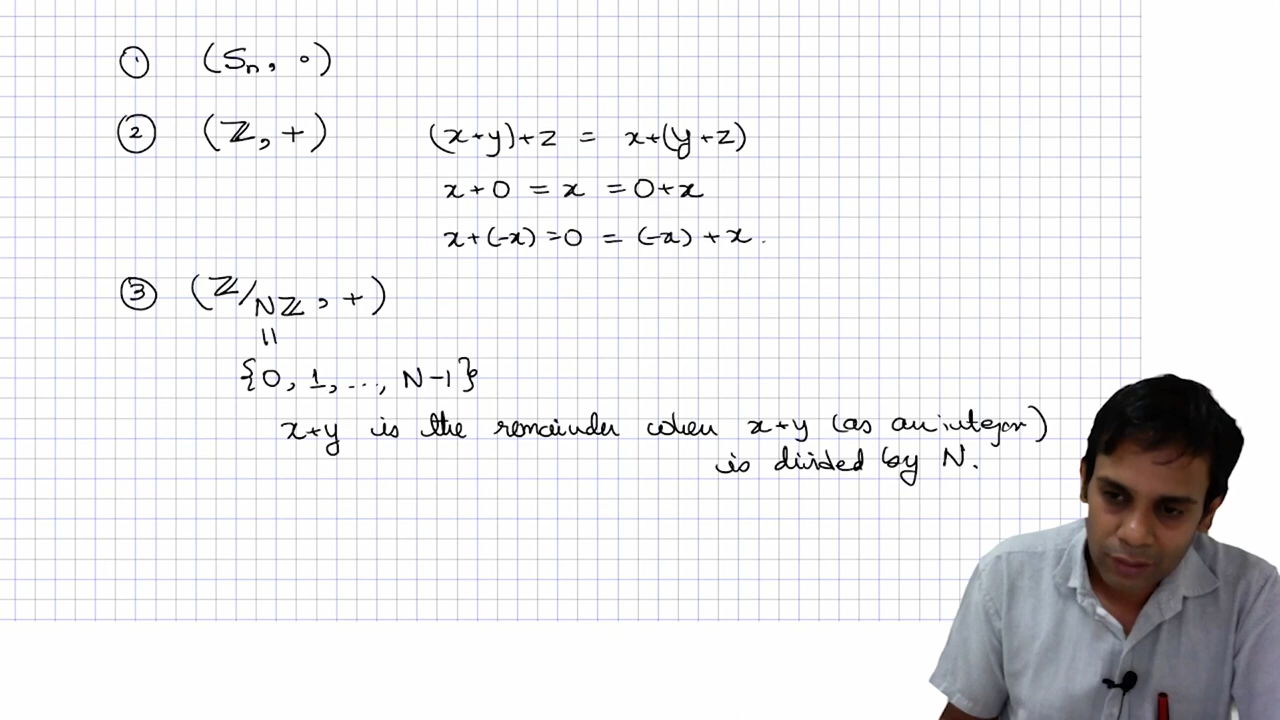 ① (Sₙ, ∘)
② (ℤ, +) (x+y)+z = x+(y+z)
x+0 = x = 0+x
x+(-x) = 0 = (-x)+x.
③ (ℤ/Nℤ, +)
||
{0, 1, ..., N-1}
x+y is the remainder when x+y (as an integer)
is divided by N.